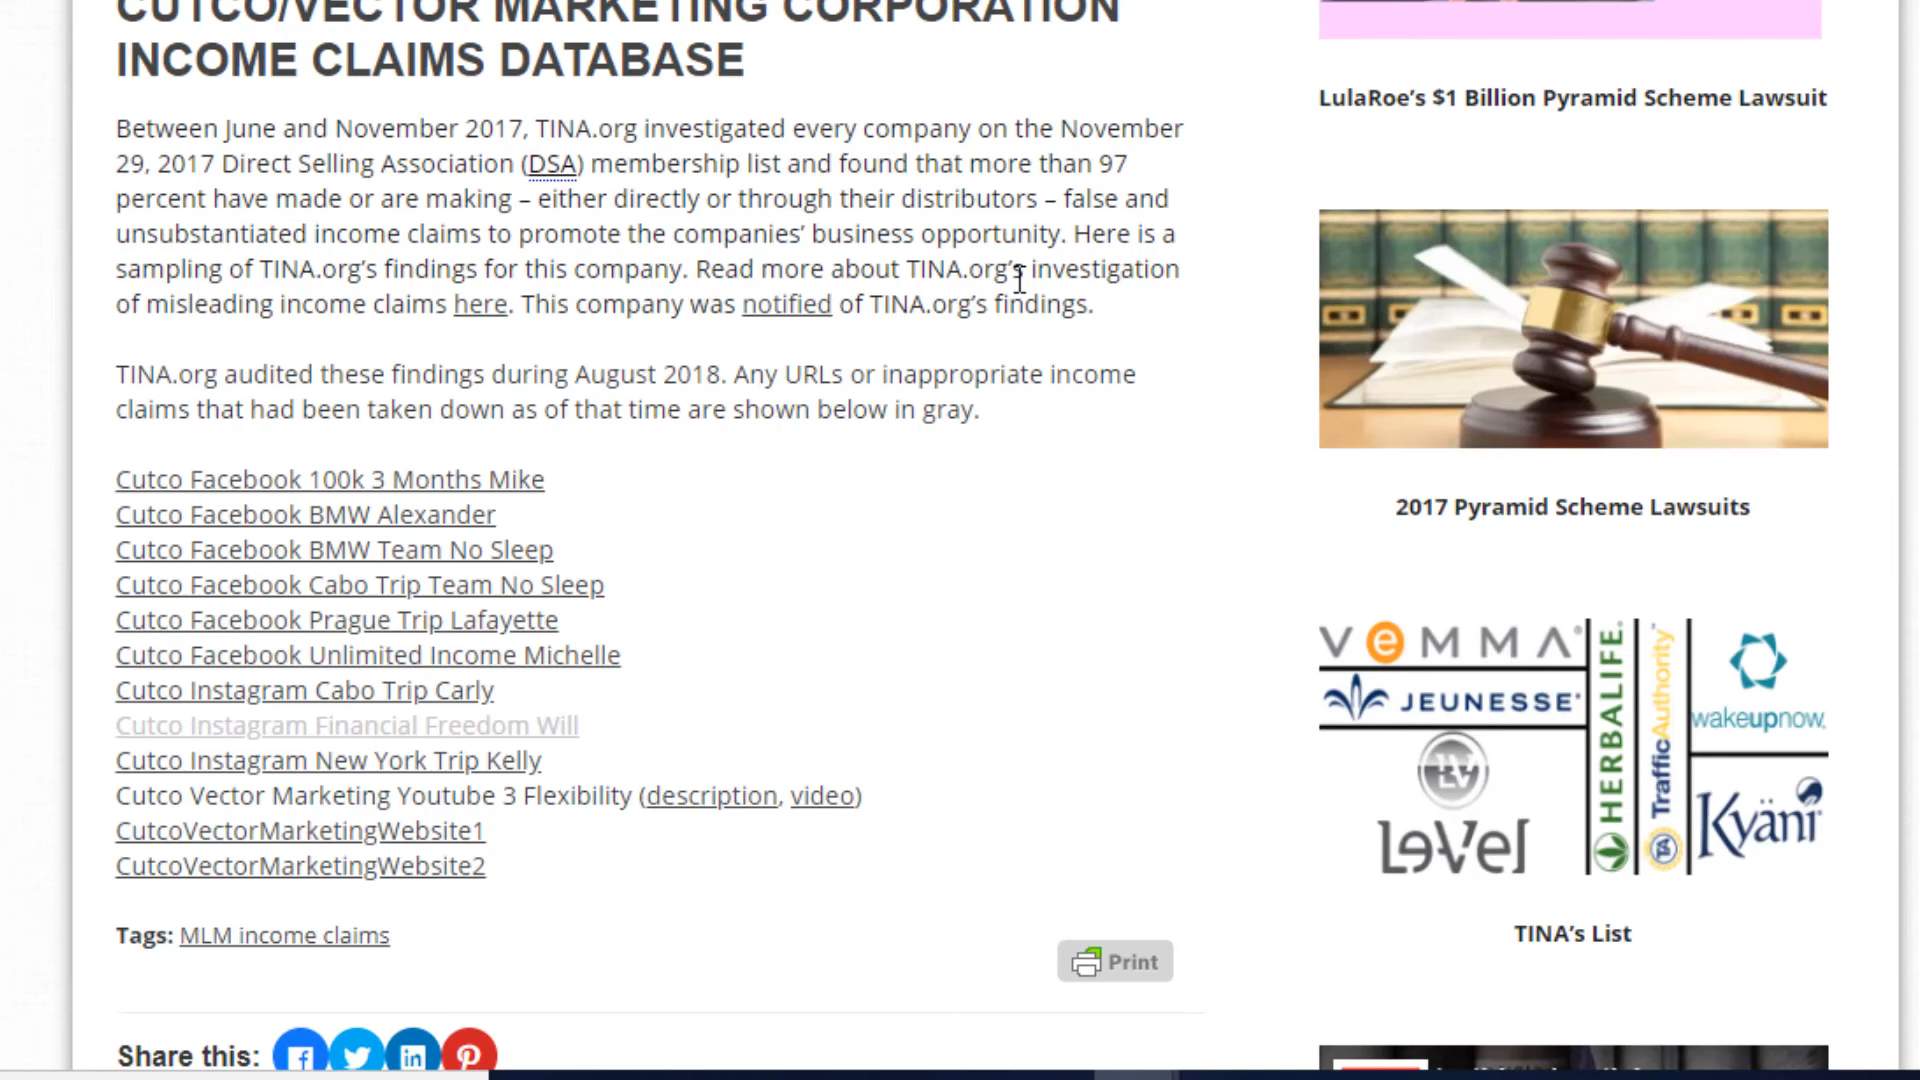 CUTCO/VECTOR MARKETING CORPORATION
INCOME CLAIMS DATABASE
Between June and November 2017, TINA.org investigated every company on the November
29, 2017 Direct Selling Association (DSA) membership list and found that more than 97
percent have made or are making – either directly or through their distributors – false and
unsubstantiated income claims to promote the companies’ business opportunity. Here is a
sampling of TINA.org’s findings for this company. Read more about TINA.org’s investigation
of misleading income claims here. This company was notified of TINA.org’s findings.
TINA.org audited these findings during August 2018. Any URLs or inappropriate income
claims that had been taken down as of that time are shown below in gray.
Cutco Facebook 100k 3 Months Mike
Cutco Facebook BMW Alexander
Cutco Facebook BMW Team No Sleep
Cutco Facebook Cabo Trip Team No Sleep
Cutco Facebook Prague Trip Lafayette
Cutco Facebook Unlimited Income Michelle
Cutco Instagram Cabo Trip Carly
Cutco Instagram Financial Freedom Will
Cutco Instagram New York Trip Kelly
Cutco Vector Marketing Youtube 3 Flexibility (description, video)
CutcoVectorMarketingWebsite1
CutcoVectorMarketingWebsite2
Tags: MLM income claims
Print
Share this:
LulaRoe’s $1 Billion Pyramid Scheme Lawsuit
2017 Pyramid Scheme Lawsuits
VEMMA
JEUNESSE
LeVel
HERBALIFE
TrafficAuthority
TA
wakeupnow
Kyäni
TINA’s List